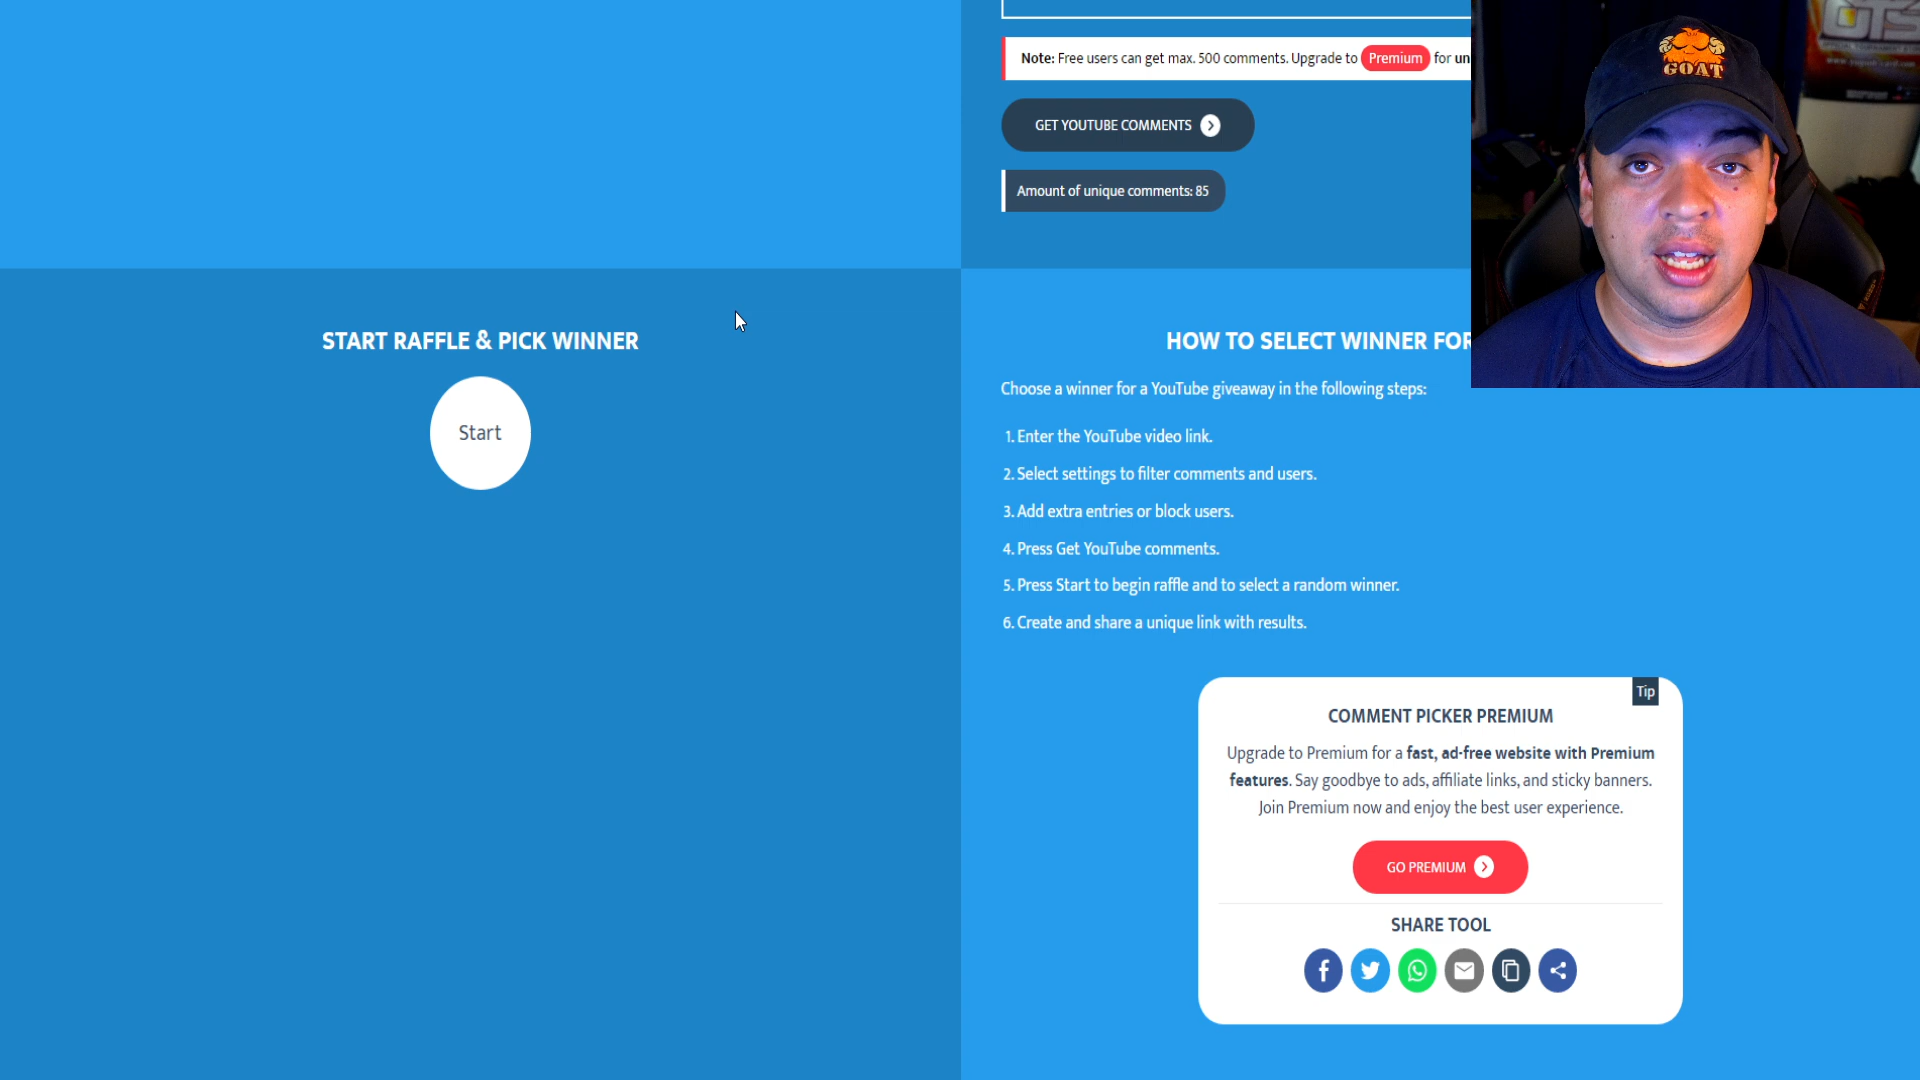 Note: Free users can get max. 500 comments. Upgrade to Premium for un
GET YOUTUBE COMMENTS
Amount of unique comments: 85
START RAFFLE & PICK WINNER
Start
HOW TO SELECT WINNER FOR
Choose a winner for a YouTube giveaway in the following steps:
1. Enter the YouTube video link.
2. Select settings to filter comments and users.
3. Add extra entries or block users.
4. Press Get YouTube comments.
5. Press Start to begin raffle and to select a random winner.
6. Create and share a unique link with results.
Tip
COMMENT PICKER PREMIUM
Upgrade to Premium for a fast, ad-free website with Premium
features. Say goodbye to ads, affiliate links, and sticky banners.
Join Premium now and enjoy the best user experience.
GO PREMIUM
SHARE TOOL
GOAT